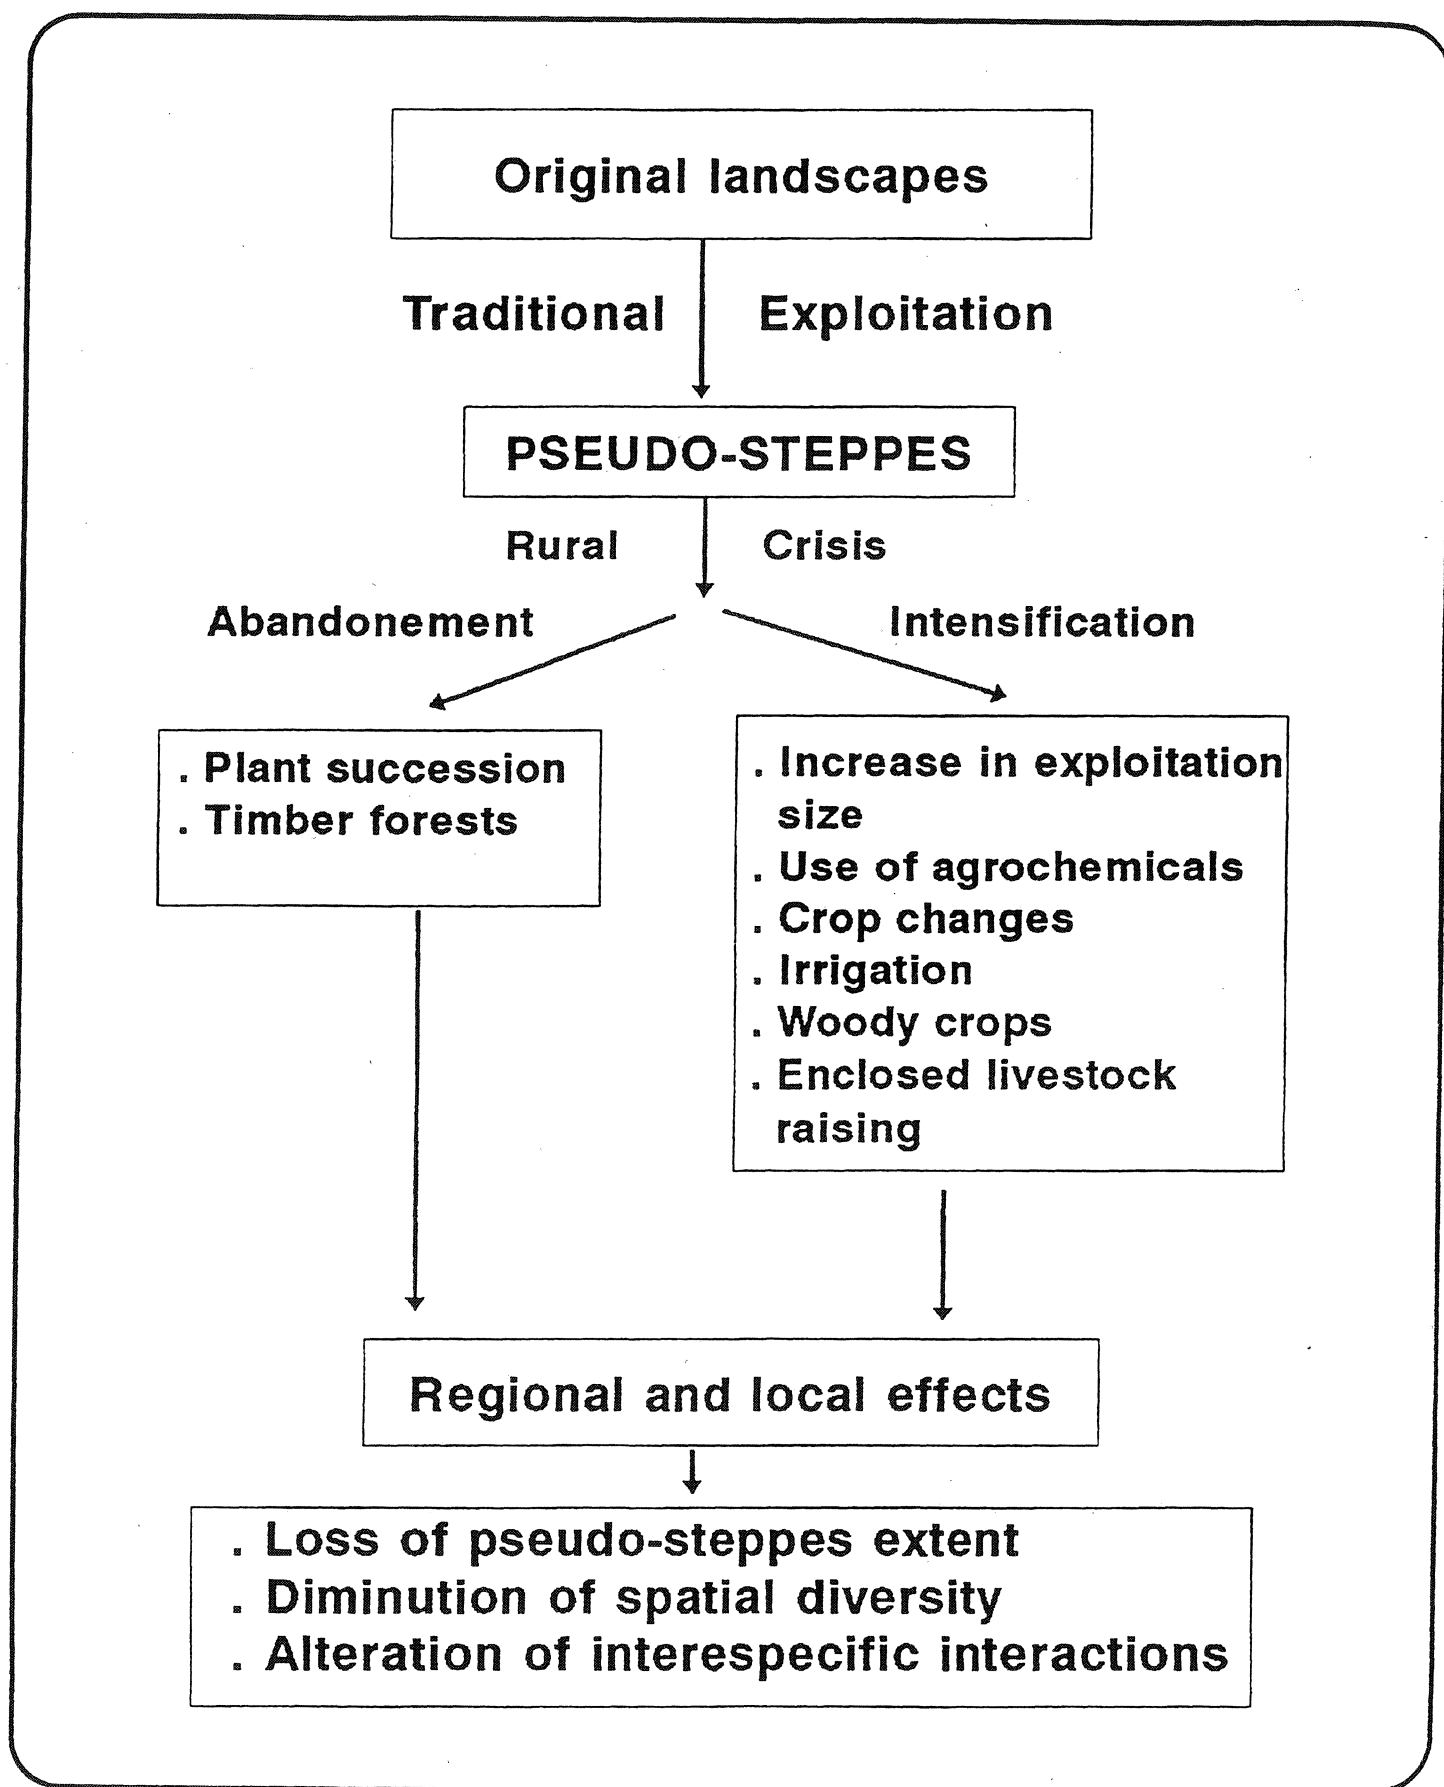 Original landscapes
Traditional Exploitation
PSEUDO-STEPPES
Rural Crisis
Abandonement Intensification
. Plant succession
. Timber forests
. Increase in exploitation
size
. Use of agrochemicals
. Crop changes
. Irrigation
. Woody crops
. Enclosed livestock
raising
Regional and local effects
. Loss of pseudo-steppes extent
. Diminution of spatial diversity
. Alteration of interespecific interactions